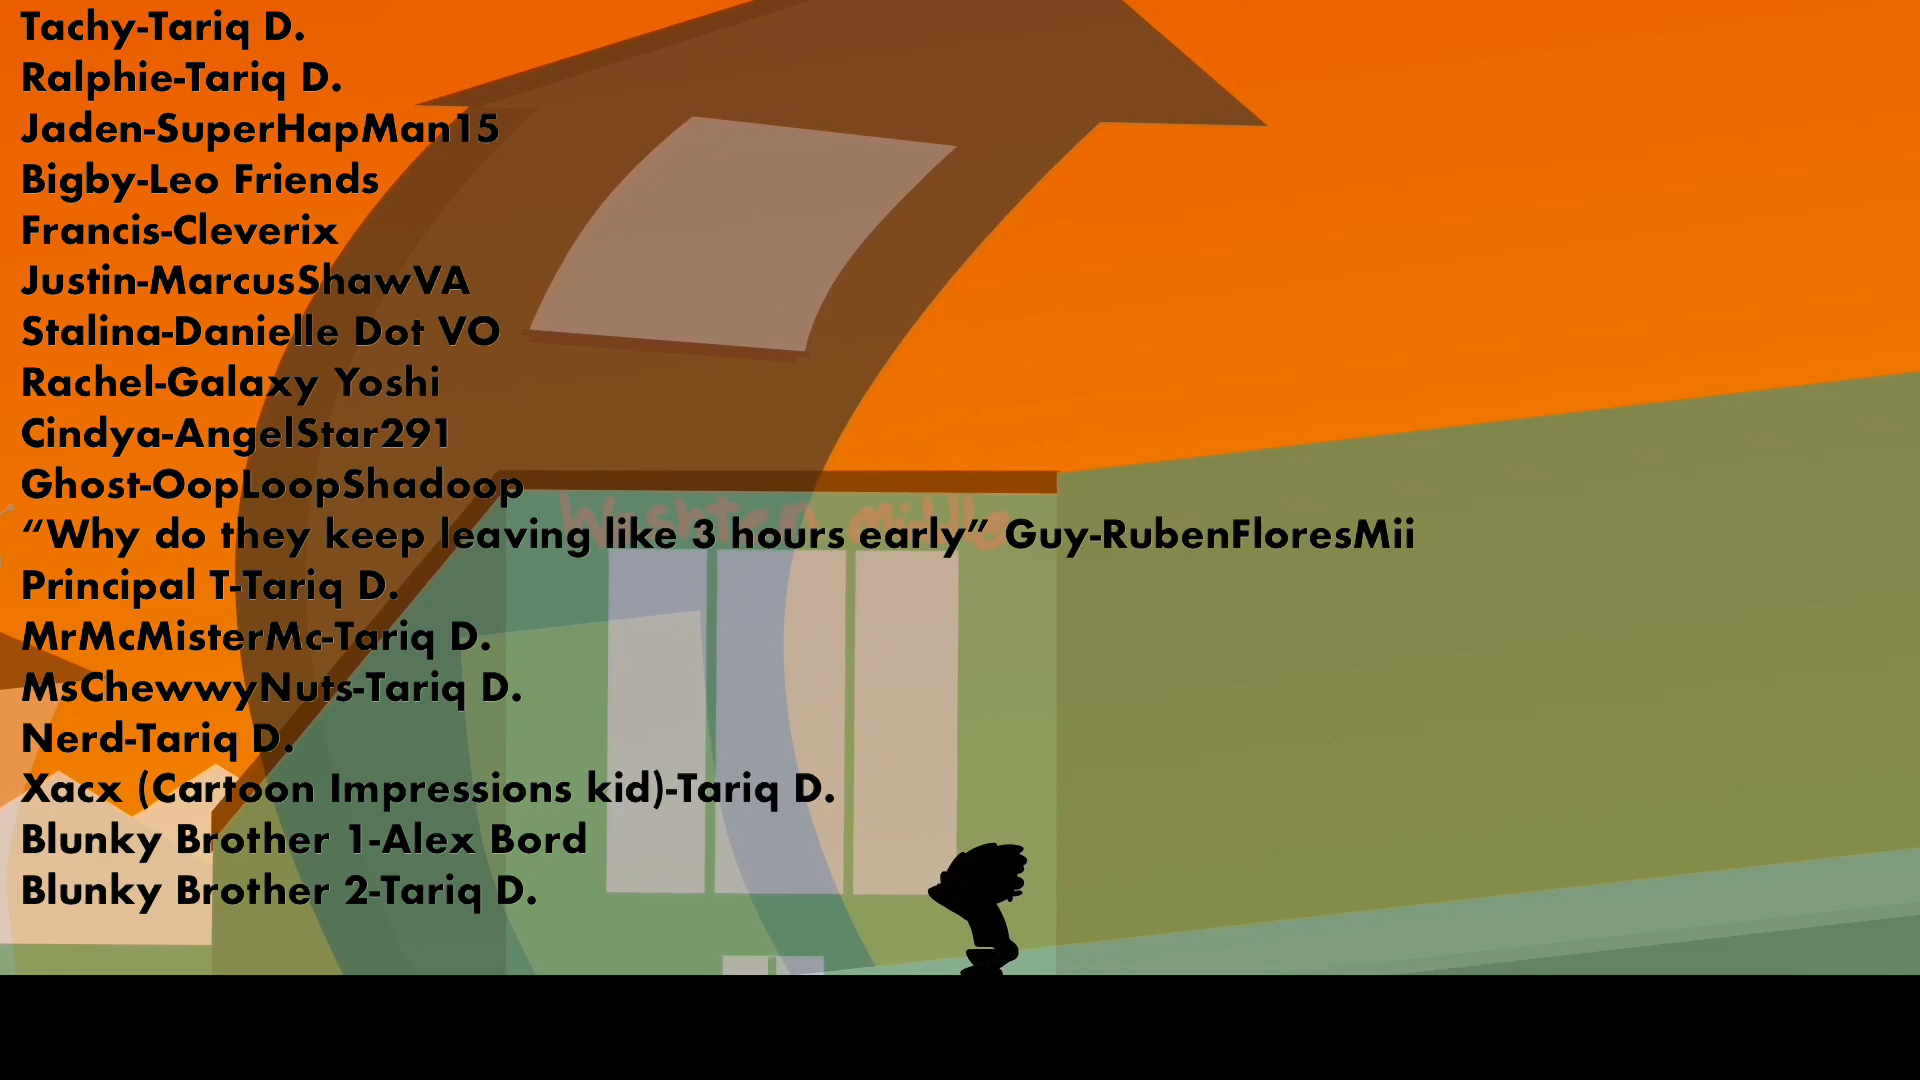 Tachy-Tariq D.
Ralphie-Tariq D.
Jaden-SuperHapMan15
Bigby-Leo Friends
Francis-Cleverix
Justin-MarcusShawVA
Stalina-Danielle Dot VO
Rachel-Galaxy Yoshi
Cindya-AngelStar291
Ghost-OopLoopShadoop
“Why do they keep leaving like 3 hours early” Guy-RubenFloresMii
Principal T-Tariq D.
MrMcMisterMc-Tariq D.
MsChewwyNuts-Tariq D.
Nerd-Tariq D.
Xacx (Cartoon Impressions kid)-Tariq D.
Blunky Brother 1-Alex Bord
Blunky Brother 2-Tariq D.
Middle